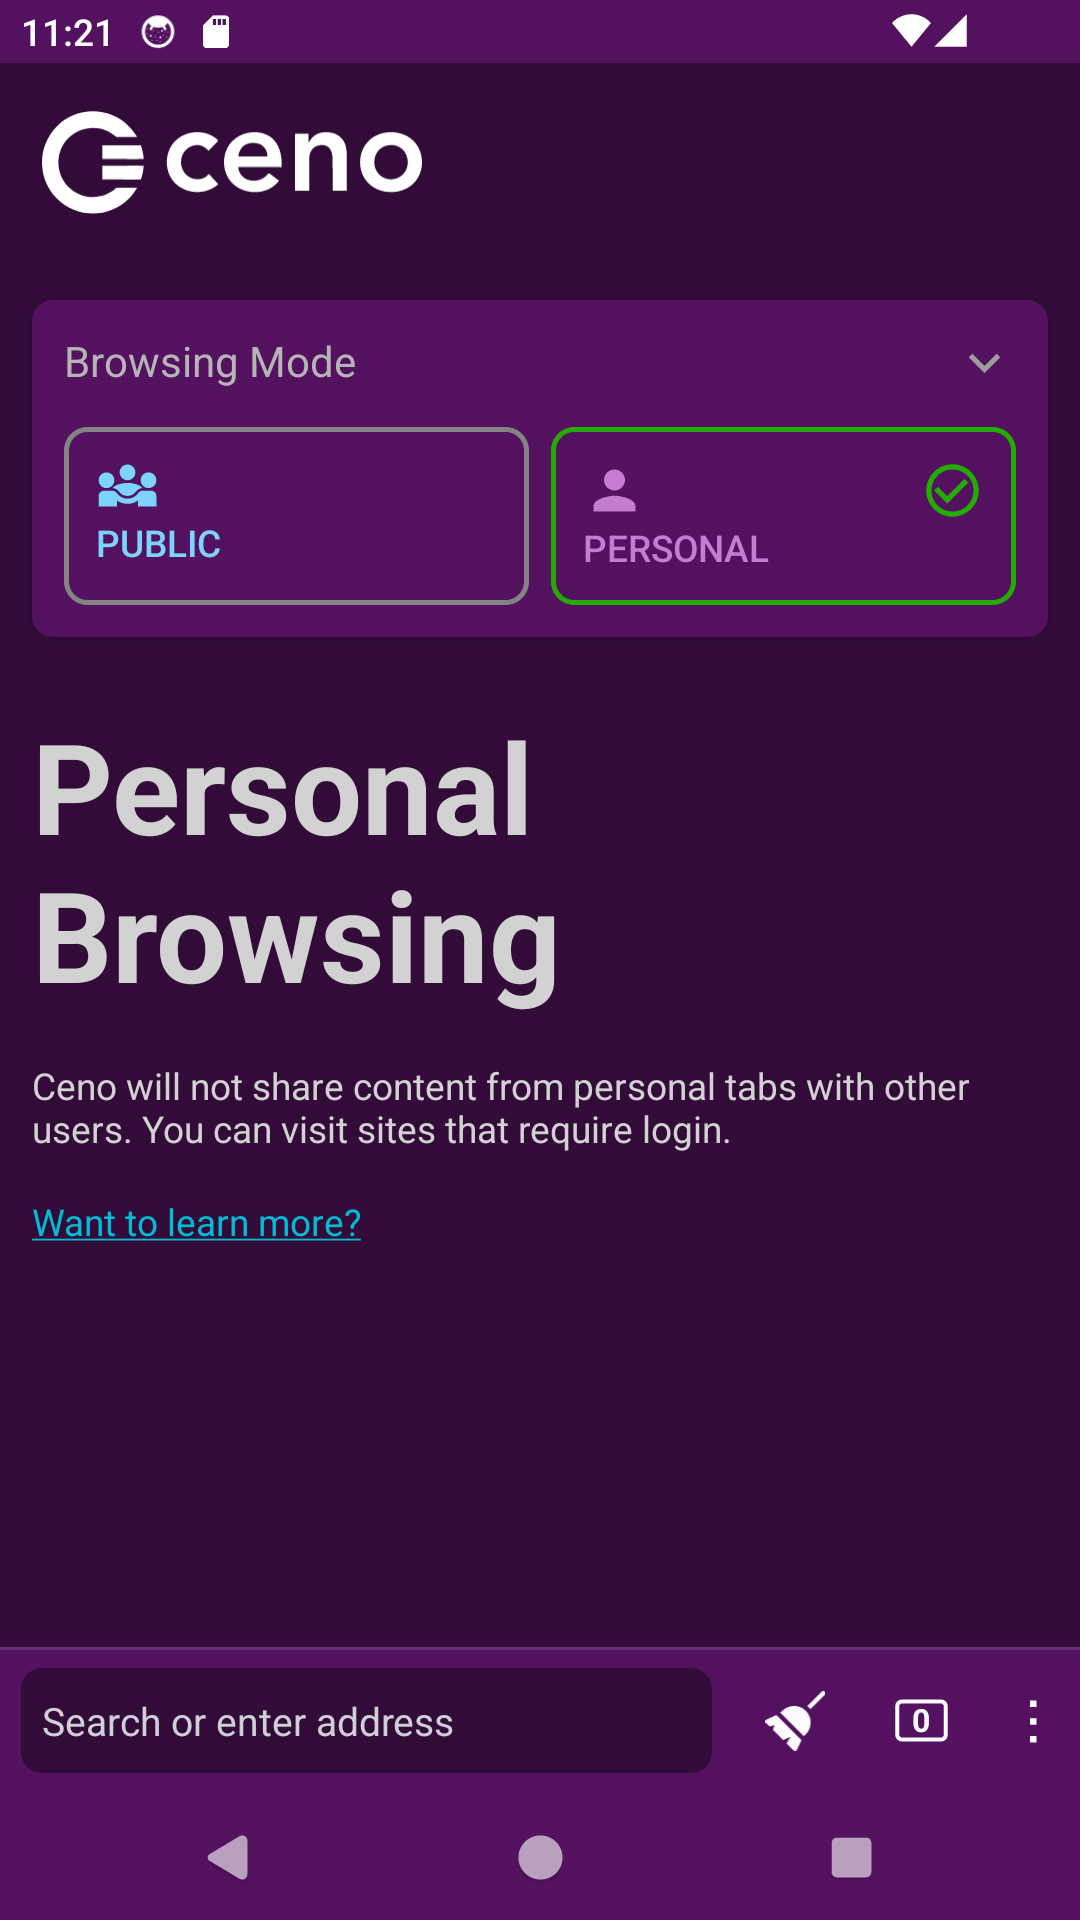 11:21
ceno
Browsing Mode
PUBLIC
PERSONAL
Personal
Browsing
Ceno will not share content from personal tabs with other
users. You can visit sites that require login.
Want to learn more?
Search or enter address
0